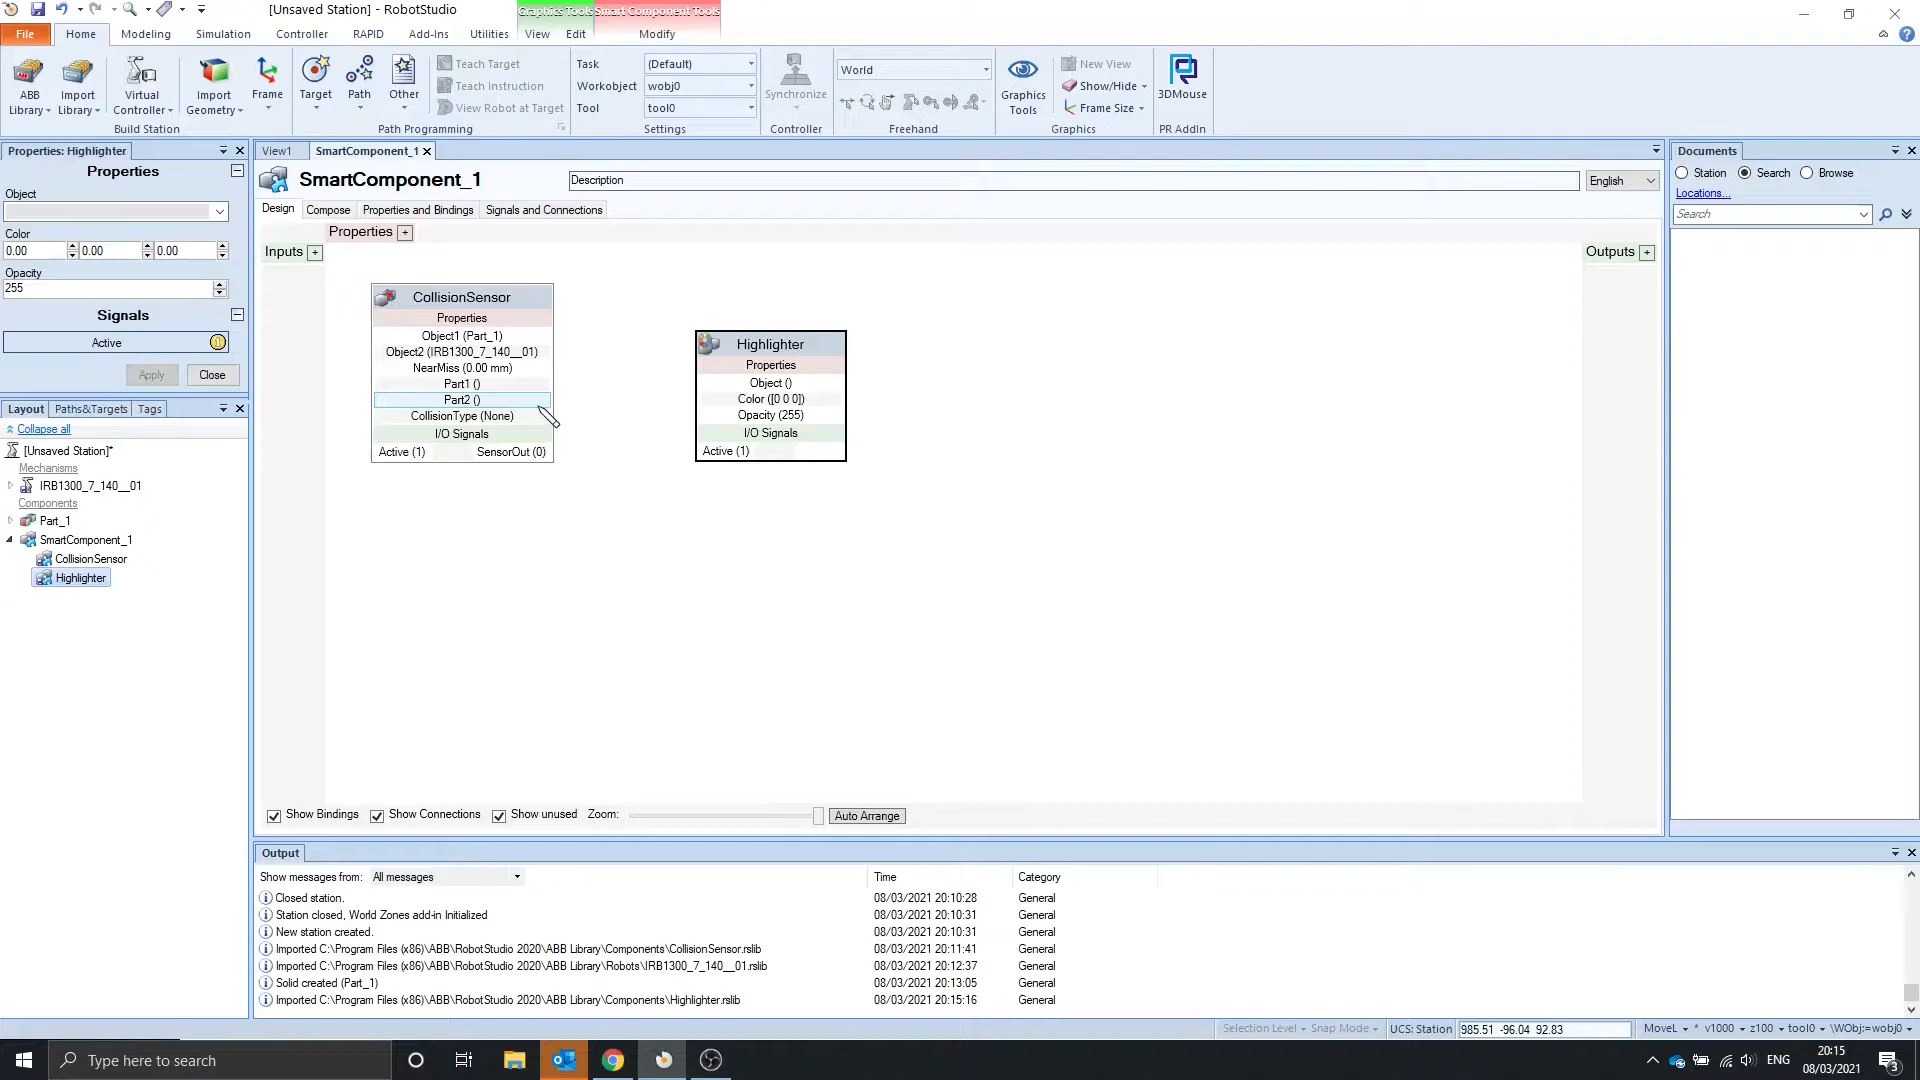 [Unsaved Station] - RobotStudio
Graphics Tools Smart Component Tools
File Home Modeling Simulation Controller RAPID Add-Ins Utilities View Edit Modify
ABB Library
Import Library
Virtual Controller
Import Geometry
Frame
Build Station
Target
Path
Other
Teach Target
Teach Instruction
View Robot at Target
Path Programming
Task (Default)
Workobject wobj0
Tool tool0
Settings
Synchronize
Controller
World
Freehand
Graphics Tools
New View
Show/Hide
Frame Size
Graphics
3DMouse
PR AddIn
Properties: Highlighter
Properties
Object
Color
0.00 0.00 0.00
Opacity
255
Signals
Active
Apply Close
Layout Paths&Targets Tags
Collapse all
[Unsaved Station]*
Mechanisms
IRB1300_7_140__01
Components
Part_1
SmartComponent_1
CollisionSensor
Highlighter
View1 SmartComponent_1
SmartComponent_1
Description
English
Design Compose Properties and Bindings Signals and Connections
Properties +
Inputs +
Outputs +
CollisionSensor
Properties
Object1 (Part_1)
Object2 (IRB1300_7_140__01)
NearMiss (0.00 mm)
Part1 ()
Part2 ()
CollisionType (None)
I/O Signals
Active (1) SensorOut (0)
Highlighter
Properties
Object ()
Color ([0 0 0])
Opacity (255)
I/O Signals
Active (1)
Show Bindings Show Connections Show unused Zoom: Auto Arrange
Documents
Station Search Browse
Locations...
Search
Output
Show messages from: All messages Time Category
Closed station. 08/03/2021 20:10:28 General
Station closed, World Zones add-in Initialized 08/03/2021 20:10:31 General
New station created. 08/03/2021 20:10:31 General
Imported C:\Program Files (x86)\ABB\RobotStudio 2020\ABB Library\Components\CollisionSensor.rslib 08/03/2021 20:11:41 General
Imported C:\Program Files (x86)\ABB\RobotStudio 2020\ABB Library\Robots\IRB1300_7_140__01.rslib 08/03/2021 20:12:37 General
Solid created (Part_1) 08/03/2021 20:13:05 General
Imported C:\Program Files (x86)\ABB\RobotStudio 2020\ABB Library\Components\Highlighter.rslib 08/03/2021 20:15:16 General
Selection Level Snap Mode UCS: Station 985.51 -96.04 92.83 MoveL * v1000 z100 tool0 \WObj:=wobj0
Type here to search
ENG
20:15
08/03/2021
3